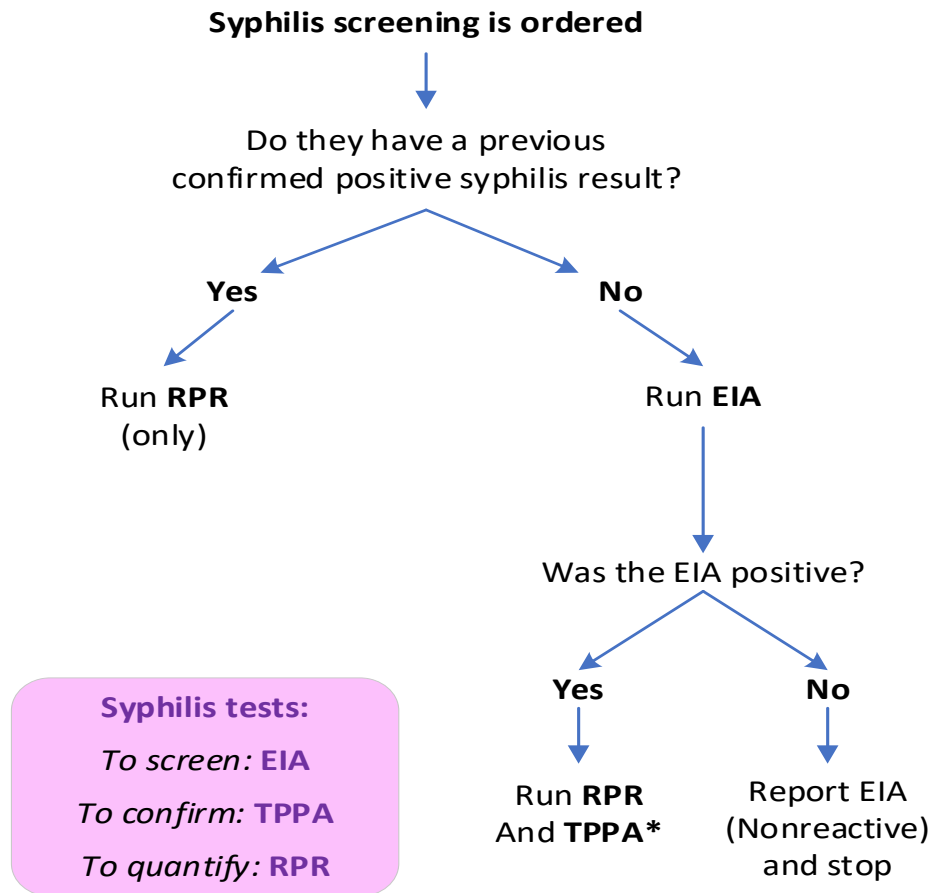 Syphilis screening is ordered
Do they have a previous
confirmed positive syphilis result?
Yes
No
Run RPR
(only)
Run EIA
Was the EIA positive?
Yes
No
Run RPR
And TPPA*
Report EIA
(Nonreactive)
and stop
Syphilis tests:
To screen: EIA
To confirm: TPPA
To quantify: RPR